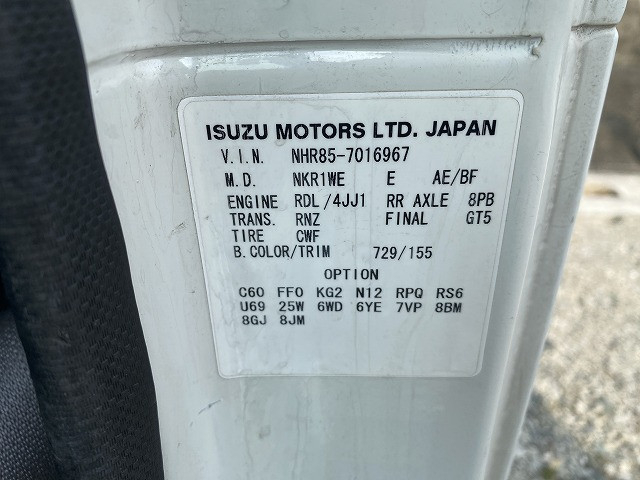 ISUZU MOTORS LTD. JAPAN
V.I.N. NHR85-7016967
M.D. NKR1WE E AE/BF
ENGINE RDL/4JJ1 RR AXLE 8PB
TRANS. RNZ FINAL GT5
TIRE CWF
B.COLOR/TRIM 729/155
OPTION
C60 FF0 KG2 N12 RPQ RS6
U69 25W 6WD 6YE 7VP 8BM
8GJ 8JM